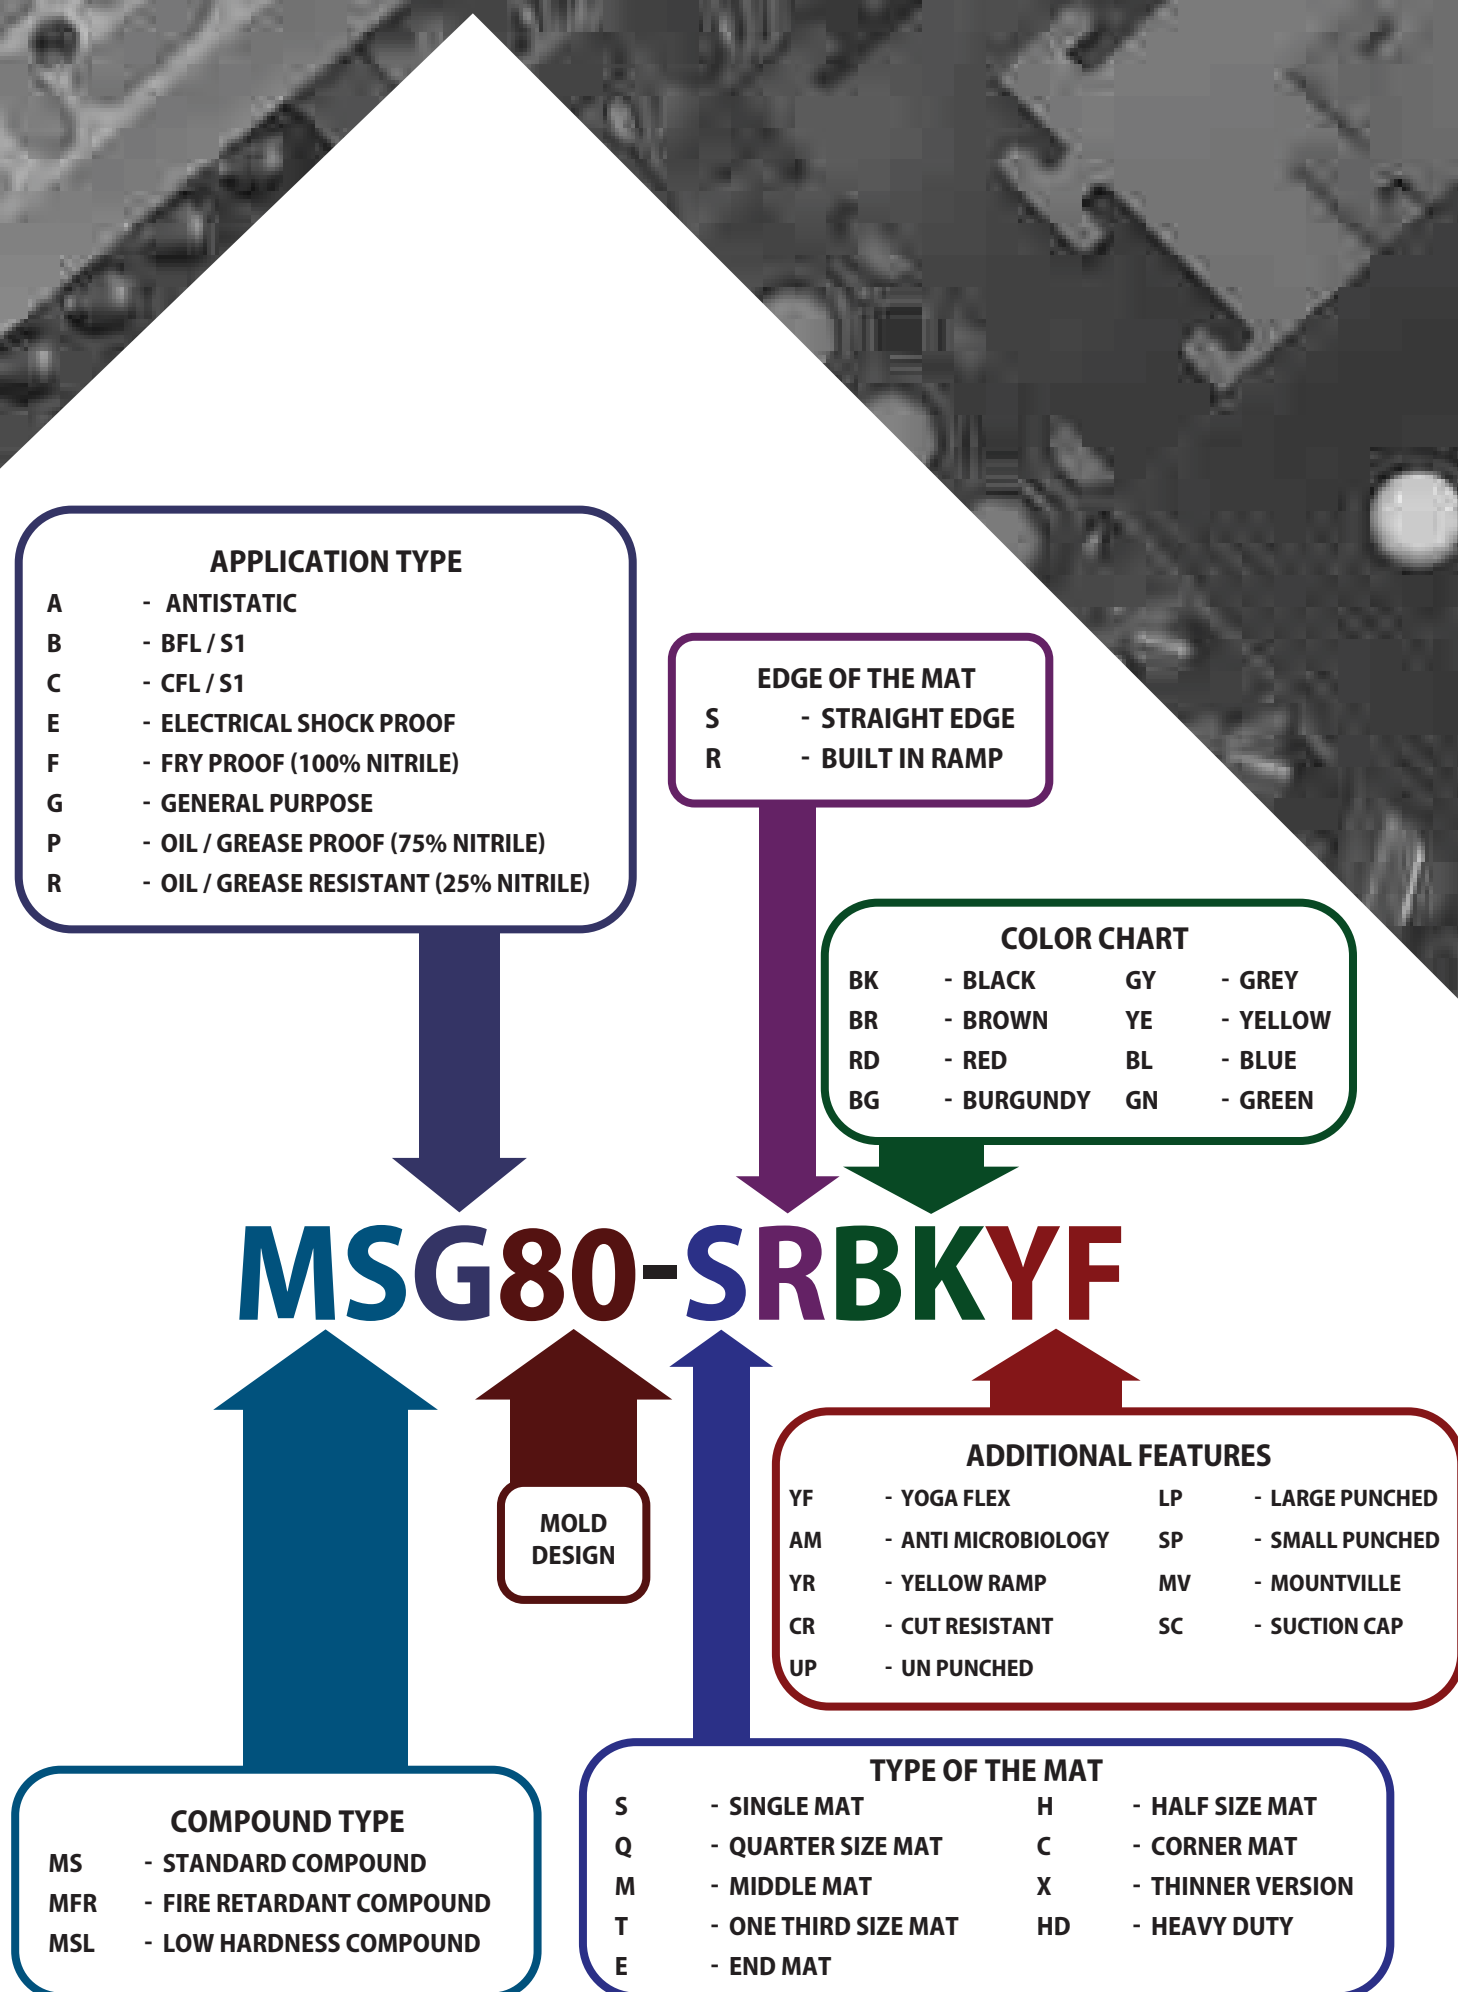 APPLICATION TYPE
A - ANTISTATIC
B - BFL / S1
C - CFL / S1
E - ELECTRICAL SHOCK PROOF
F - FRY PROOF (100% NITRILE)
G - GENERAL PURPOSE
P - OIL / GREASE PROOF (75% NITRILE)
R - OIL / GREASE RESISTANT (25% NITRILE)
EDGE OF THE MAT
S - STRAIGHT EDGE
R - BUILT IN RAMP
COLOR CHART
BK - BLACK GY - GREY
BR - BROWN YE - YELLOW
RD - RED BL - BLUE
BG - BURGUNDY GN - GREEN
MSG80-SRBKYF
MOLD
DESIGN
ADDITIONAL FEATURES
YF - YOGA FLEX LP - LARGE PUNCHED
AM - ANTI MICROBIOLOGY SP - SMALL PUNCHED
YR - YELLOW RAMP MV - MOUNTVILLE
CR - CUT RESISTANT SC - SUCTION CAP
UP - UN PUNCHED
COMPOUND TYPE
MS - STANDARD COMPOUND
MFR - FIRE RETARDANT COMPOUND
MSL - LOW HARDNESS COMPOUND
TYPE OF THE MAT
S - SINGLE MAT H - HALF SIZE MAT
Q - QUARTER SIZE MAT C - CORNER MAT
M - MIDDLE MAT X - THINNER VERSION
T - ONE THIRD SIZE MAT HD - HEAVY DUTY
E - END MAT